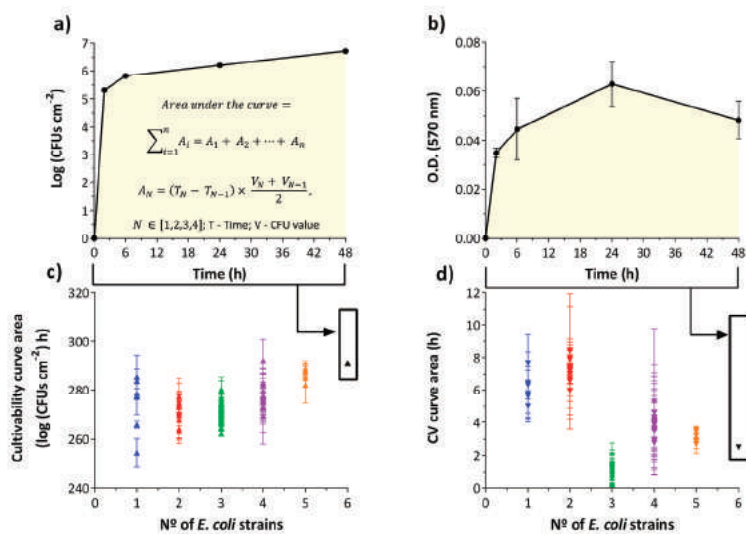 a)
Log (CFUs cm⁻²)
7
6
5
4
3
2
1
0
Area under the curve =
∑ⁿᵢ₌₁ Aᵢ = A₁ + A₂ + ⋯ + Aₙ
A_N = (T_N − T_{N−1}) × (V_N + V_{N−1})/2.
N ∈ [1,2,3,4]; T - Time; V - CFU value
0 6 12 18 24 30 36 42 48
Time (h)
b)
O.D. (570 nm)
0.08
0.06
0.04
0.02
0.00
0 6 12 18 24 30 36 42 48
Time (h)
c)
Cultivability curve area
(log (CFUs cm⁻²) h)
320
300
280
260
240
0 1 2 3 4 5 6
Nº of E. coli strains
d)
CV curve area (h)
12
10
8
6
4
2
0
0 1 2 3 4 5 6
Nº of E. coli strains